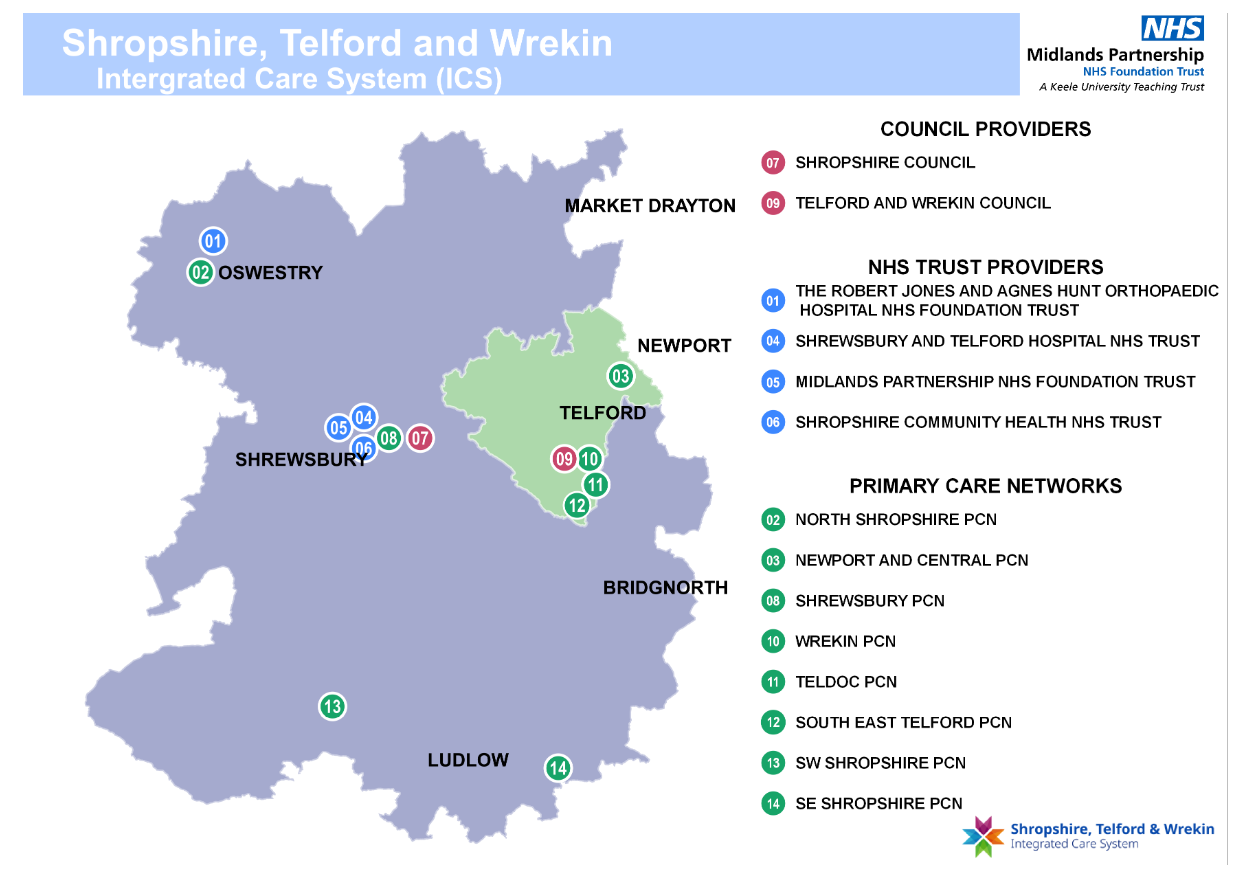 Shropshire, Telford and Wrekin
Intergrated Care System (ICS)
NHS
Midlands Partnership
NHS Foundation Trust
A Keele University Teaching Trust
MARKET DRAYTON
01
02 OSWESTRY
NEWPORT
03
TELFORD
04
05
08
07
06
SHREWSBURY
09
10
11
12
BRIDGNORTH
13
LUDLOW
14
COUNCIL PROVIDERS
07 SHROPSHIRE COUNCIL
09 TELFORD AND WREKIN COUNCIL
NHS TRUST PROVIDERS
01 THE ROBERT JONES AND AGNES HUNT ORTHOPAEDIC
HOSPITAL NHS FOUNDATION TRUST
04 SHREWSBURY AND TELFORD HOSPITAL NHS TRUST
05 MIDLANDS PARTNERSHIP NHS FOUNDATION TRUST
06 SHROPSHIRE COMMUNITY HEALTH NHS TRUST
PRIMARY CARE NETWORKS
02 NORTH SHROPSHIRE PCN
03 NEWPORT AND CENTRAL PCN
08 SHREWSBURY PCN
10 WREKIN PCN
11 TELDOC PCN
12 SOUTH EAST TELFORD PCN
13 SW SHROPSHIRE PCN
14 SE SHROPSHIRE PCN
Shropshire, Telford & Wrekin
Integrated Care System